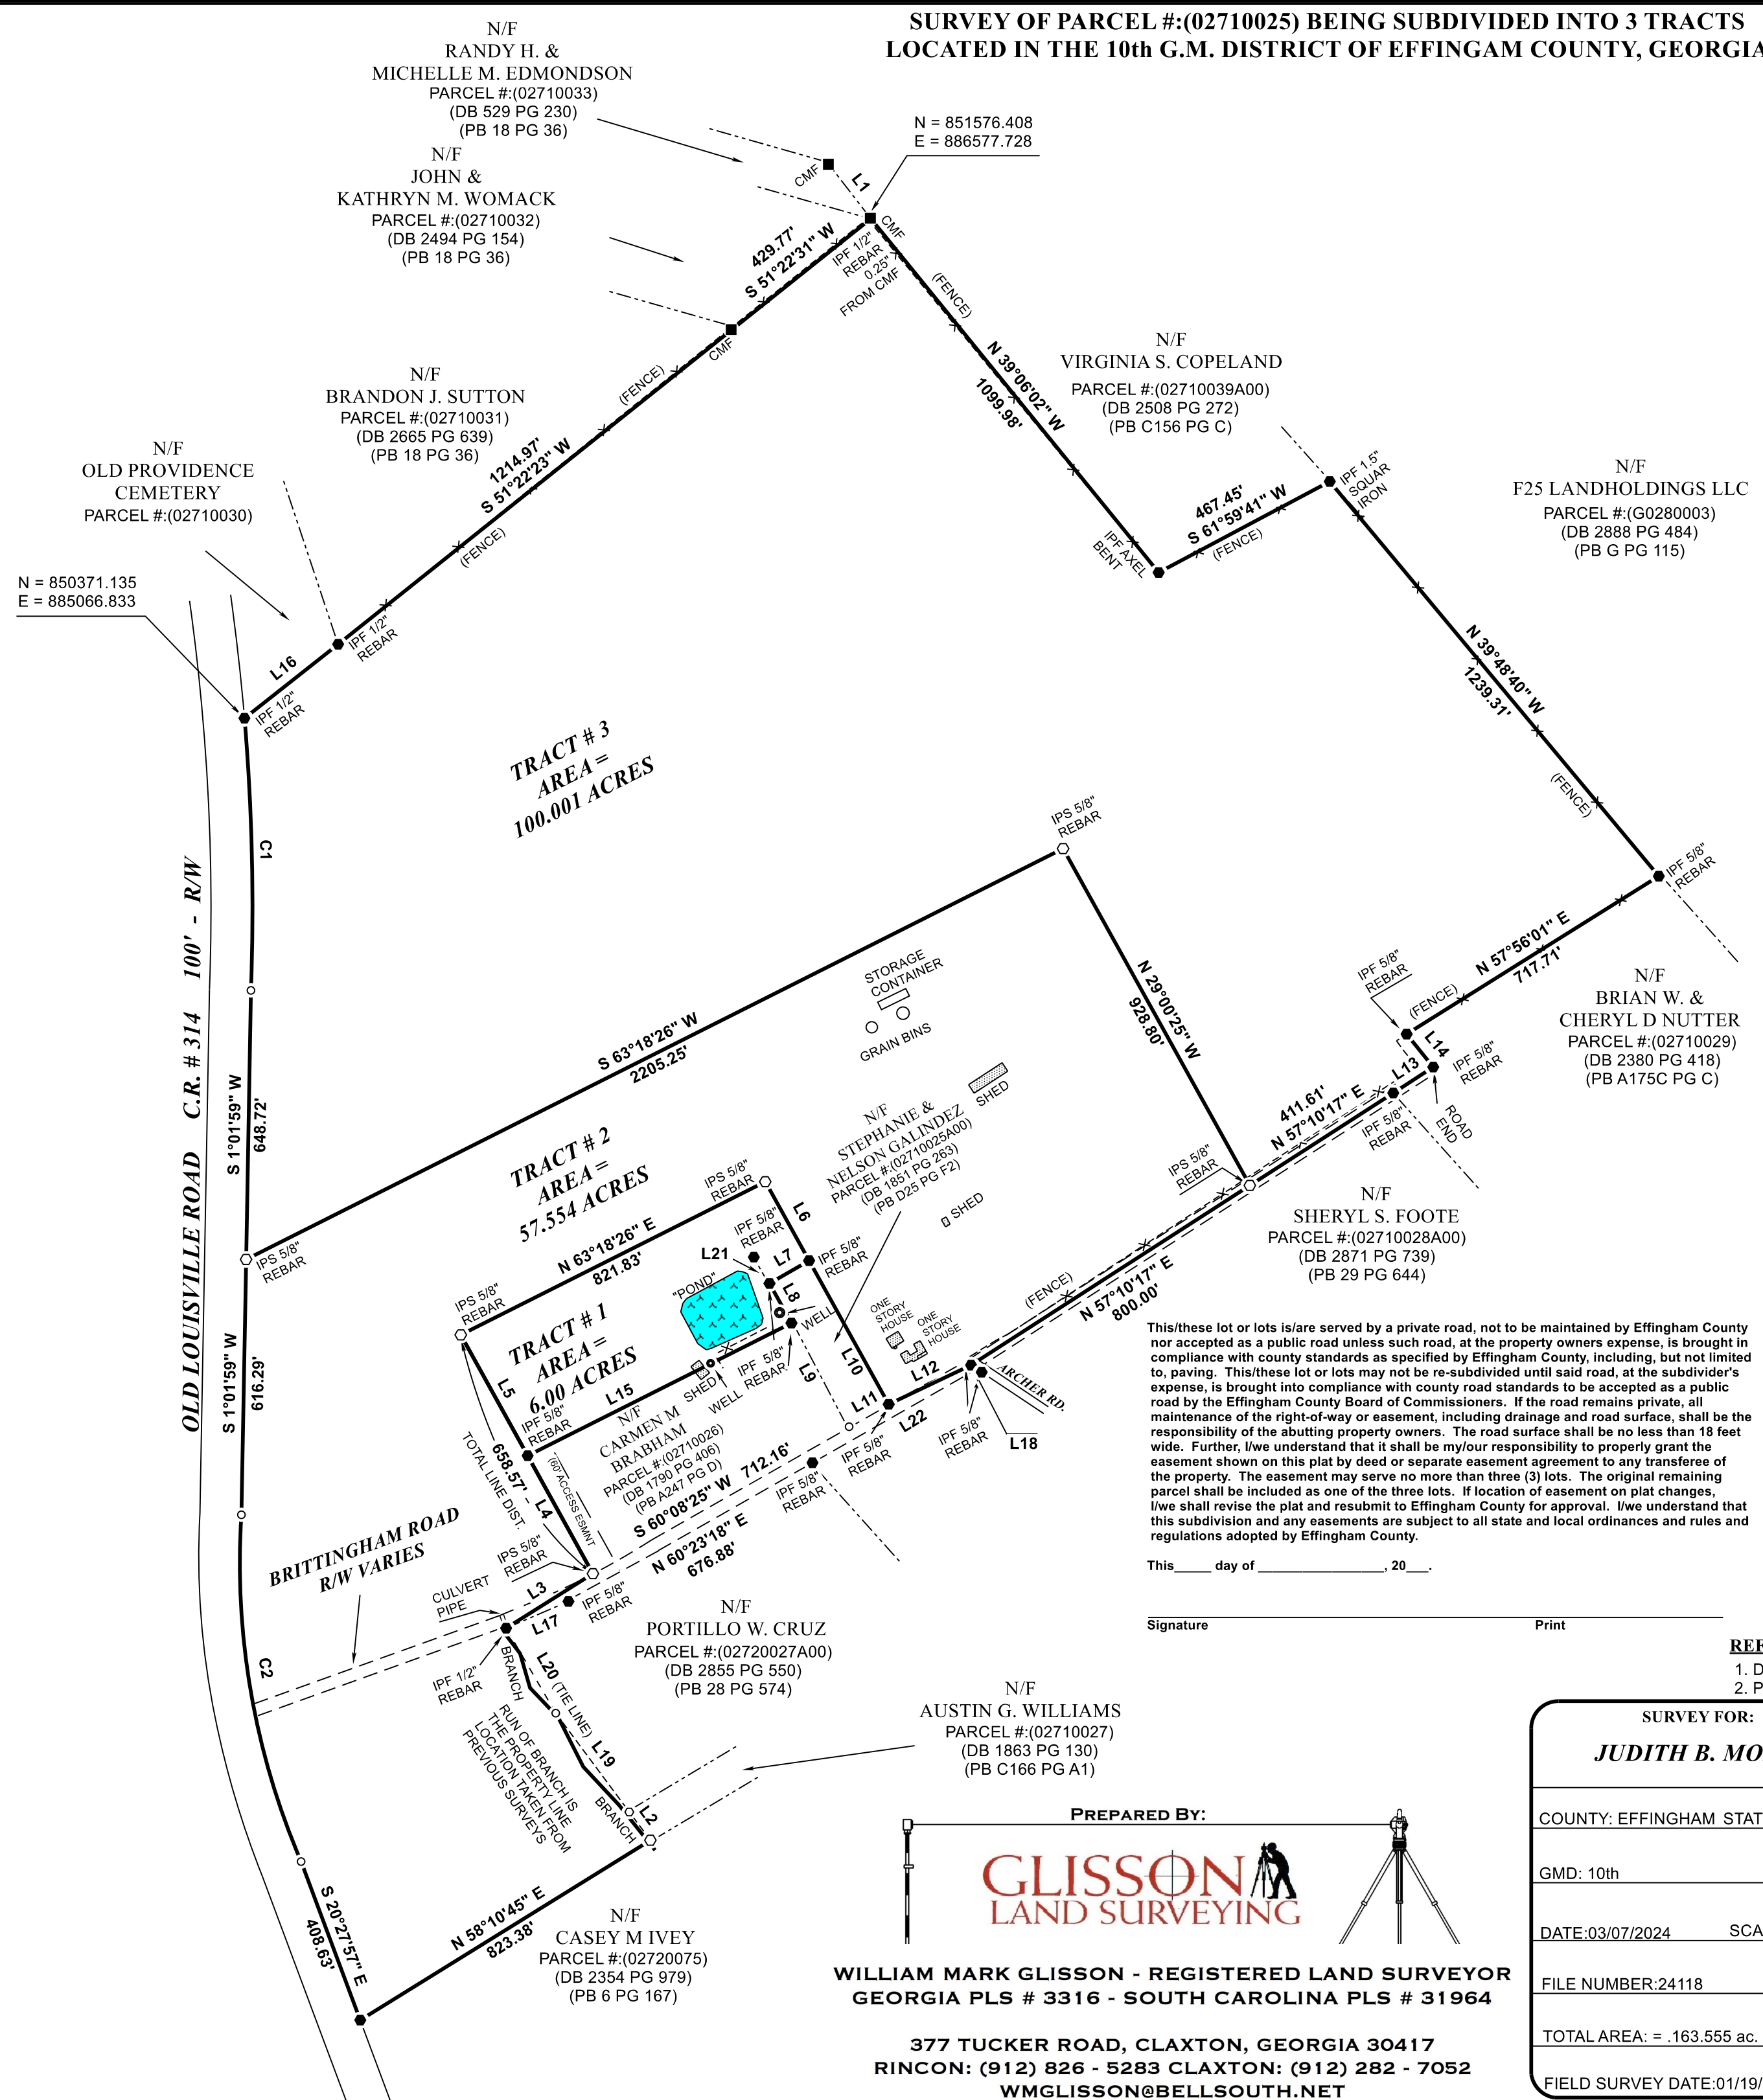 SURVEY OF PARCEL #:(02710025) BEING SUBDIVIDED INTO 3 TRACTS
LOCATED IN THE 10th G.M. DISTRICT OF EFFINGAM COUNTY, GEORGIA
N/F
RANDY H. &
MICHELLE M. EDMONDSON
PARCEL #:(02710033)
(DB 529 PG 230)
(PB 18 PG 36)
N/F
JOHN &
KATHRYN M. WOMACK
PARCEL #:(02710032)
(DB 2494 PG 154)
(PB 18 PG 36)
N = 851576.408
E = 886577.728
CMF
L1
CMF
IPF 1/2"
REBAR
0.25"
FROM CMF
429.77'
S 51°22'31" W
CMF
(FENCE)
N 39°06'02" W
1099.98'
N/F
VIRGINIA S. COPELAND
PARCEL #:(02710039A00)
(DB 2508 PG 272)
(PB C156 PG C)
N/F
BRANDON J. SUTTON
PARCEL #:(02710031)
(DB 2665 PG 639)
(PB 18 PG 36)
(FENCE)
1214.97'
S 51°22'23" W
(FENCE)
N/F
OLD PROVIDENCE
CEMETERY
PARCEL #:(02710030)
IPF 1.5"
SQUAR
IRON
467.45'
S 61°59'41" W
(FENCE)
IPF AXEL
BENT
N/F
F25 LANDHOLDINGS LLC
PARCEL #:(G0280003)
(DB 2888 PG 484)
(PB G PG 115)
N = 850371.135
E = 885066.833
L16
IPF 1/2"
REBAR
IPF 1/2"
REBAR
N 39°48'40" W
1239.31'
(FENCE)
TRACT # 3
AREA =
100.001 ACRES
C1
IPS 5/8"
REBAR
IPF 5/8"
REBAR
OLD LOUISVILLE ROAD C.R. # 314 100' - R/W
N 57°56'01" E
717.71'
IPF 5/8"
REBAR
(FENCE)
STORAGE
CONTAINER
GRAIN BINS
N 29°00'25" W
928.80'
N/F
BRIAN W. &
CHERYL D NUTTER
PARCEL #:(02710029)
(DB 2380 PG 418)
(PB A175C PG C)
S 63°18'26" W
2205.25'
L14
L13
IPF 5/8"
REBAR
ROAD
END
SHED
S 1°01'59" W
648.72'
411.61'
N 57°10'17" E
IPF 5/8"
REBAR
N/F
STEPHANIE &
NELSON GALINDEZ
PARCEL #:(02710025A00)
(DB 1851 PG 263)
(PB D25 PG F2)
TRACT # 2
AREA =
57.554 ACRES
IPS 5/8"
REBAR
IPS 5/8"
REBAR
L6
SHED
N/F
SHERYL S. FOOTE
PARCEL #:(02710028A00)
(DB 2871 PG 739)
(PB 29 PG 644)
IPS 5/8"
REBAR
N 63°18'26" E
821.83'
IPF 5/8"
REBAR
L21
L7
IPF 5/8"
REBAR
L8
"POND"
WELL
(FENCE)
N 57°10'17" E
800.00'
IPS 5/8"
REBAR
TRACT # 1
AREA =
6.00 ACRES
ONE
STORY
HOUSE
ONE
STORY
HOUSE
This/these lot or lots is/are served by a private road, not to be maintained by Effingham County
nor accepted as a public road unless such road, at the property owners expense, is brought in
compliance with county standards as specified by Effingham County, including, but not limited
to, paving. This/these lot or lots may not be re-subdivided until said road, at the subdivider's
expense, is brought into compliance with county road standards to be accepted as a public
road by the Effingham County Board of Commissioners. If the road remains private, all
maintenance of the right-of-way or easement, including drainage and road surface, shall be the
responsibility of the abutting property owners. The road surface shall be no less than 18 feet
wide. Further, I/we understand that it shall be my/our responsibility to properly grant the
easement shown on this plat by deed or separate easement agreement to any transferee of
the property. The easement may serve no more than three (3) lots. The original remaining
parcel shall be included as one of the three lots. If location of easement on plat changes,
I/we shall revise the plat and resubmit to Effingham County for approval. I/we understand that
this subdivision and any easements are subject to all state and local ordinances and rules and
regulations adopted by Effingham County.
This_____ day of _________________, 20___.
Signature
Print
S 1°01'59" W
616.29'
L5
L15
SHED
WELL
IPF 5/8"
REBAR
L9
L10
L12
L11
L22
ARCHER RD.
L18
IPF 5/8"
REBAR
IPF 5/8"
REBAR
IPF 5/8"
REBAR
TOTAL LINE DIST.
658.57' - L4
(60' ACCESS ESMNT
N/F
CARMEN M
BRABHAM
PARCEL #:(02710026)
(DB 1790 PG 406)
(PB A247 PG D)
S 60°08'25" W 712.16'
N 60°23'18" E
676.88'
IPF 5/8"
REBAR
BRITTINGHAM ROAD
R/W VARIES
IPS 5/8"
REBAR
CULVERT
PIPE
L3
L17
IPF 5/8"
REBAR
C2
IPF 1/2"
REBAR
BRANCH
L20 (TIE LINE)
L19
RUN OF BRANCH IS
THE PROPERTY LINE
LOCATION TAKEN FROM
PREVIOUS SURVEYS
BRANCH
L2
N/F
PORTILLO W. CRUZ
PARCEL #:(02720027A00)
(DB 2855 PG 550)
(PB 28 PG 574)
N/F
AUSTIN G. WILLIAMS
PARCEL #:(02710027)
(DB 1863 PG 130)
(PB C166 PG A1)
S 20°27'57" E
408.63'
N 58°10'45" E
823.38'
N/F
CASEY M IVEY
PARCEL #:(02720075)
(DB 2354 PG 979)
(PB 6 PG 167)
PREPARED BY:
GLISSON
LAND SURVEYING
WILLIAM MARK GLISSON - REGISTERED LAND SURVEYOR
GEORGIA PLS # 3316 - SOUTH CAROLINA PLS # 31964
377 TUCKER ROAD, CLAXTON, GEORGIA 30417
RINCON: (912) 826 - 5283 CLAXTON: (912) 282 - 7052
WMGLISSON@BELLSOUTH.NET
REF
1. D
2. P
SURVEY FOR:
JUDITH B. MO
COUNTY: EFFINGHAM STAT
GMD: 10th
DATE:03/07/2024 SCA
FILE NUMBER:24118
TOTAL AREA: = .163.555 ac.
FIELD SURVEY DATE:01/19/